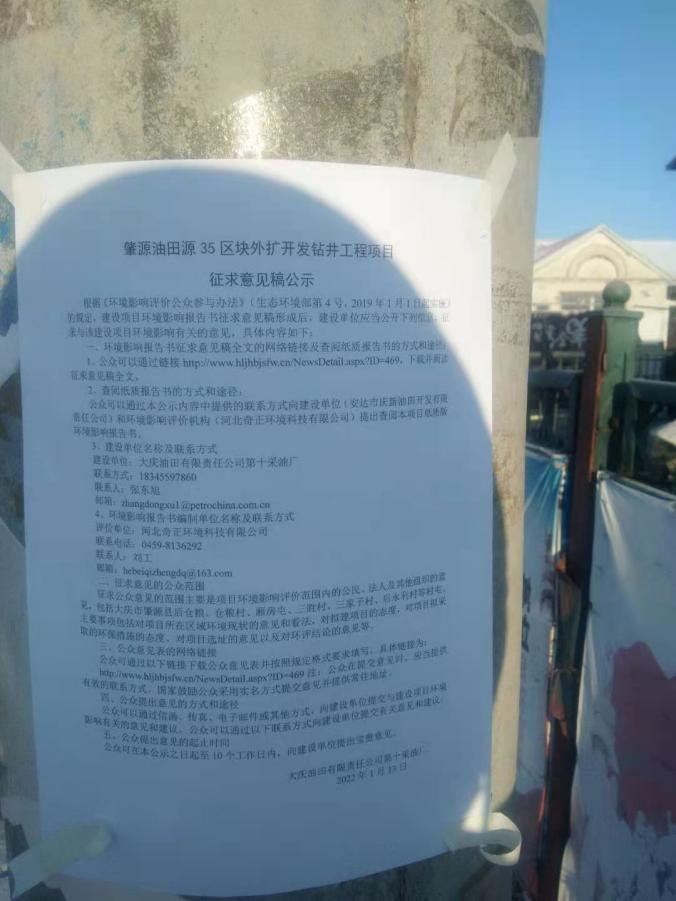 肇源油田源 35 区块外扩开发钻井工程项目
征求意见稿公示
根据《环境影响评价公众参与办法》（生态环境部第 4 号，2019 年 1 月 1 日起实施）
的规定，建设项目环境影响报告书征求意见稿形成后，建设单位应当公开下列信息，征
求与该建设项目环境影响有关的意见，具体内容如下：
一、环境影响报告书征求意见稿全文的网络链接及查阅纸质报告书的方式和途径：
1、公众可以通过链接 http://www.hljhbjsfw.cn/NewsDetail.aspx?ID=469，下载并阅读
征求意见稿全文。
2、查阅纸质报告书的方式和途径：
公众可以通过本公示内容中提供的联系方式向建设单位（安达市庆新油田开发有限
责任公司）和环境影响评价机构（河北奇正环境科技有限公司）提出查阅本项目纸质版
环境影响报告书。
3、建设单位名称及联系方式
建设单位：大庆油田有限责任公司第十采油厂
联系方式：18345597860
联系人：张东旭
邮箱：zhangdongxu1@petrochina.com.cn
4、环境影响报告书编制单位名称及联系方式
评价单位：河北奇正环境科技有限公司
联系电话：0459-8136292
联系人：刘工
邮箱：hebeiqizhengdq@163.com
二、征求意见的公众范围
征求公众意见的范围主要是项目环境影响评价范围内的公民、法人及其他组织的意
见，包括大庆市肇源县后仓粮、仓粮村、厢房屯、三胜村、三家子村、后永利村等村屯。
主要事项包括对项目所在区域环境现状的意见和看法，对拟建项目的态度，对项目拟采
取的环保措施的态度、对项目选址的意见以及对环评结论的意见等。
三、公众意见表的网络链接
公众可通过以下链接下载公众意见表并按照规定格式要求填写，具体链接为：
http://www.hljhbjsfw.cn/NewsDetail.aspx?ID=469 注：公众在提交意见时，应当提供
有效的联系方式。国家鼓励公众采用实名方式提交意见并提供常住地址。
四、公众提出意见的方式和途径
公众可以通过信函、传真、电子邮件或其他方式，向建设单位提交与建设项目环境
影响有关的意见和建议。公众可以通过以下联系方式向建设单位提交有关意见和建议：
五、公众提出意见的起止时间
公众可在本公示之日起至 10 个工作日内，向建设单位提出宝贵意见。
大庆油田有限责任公司第十采油厂
2022 年 1 月 13 日